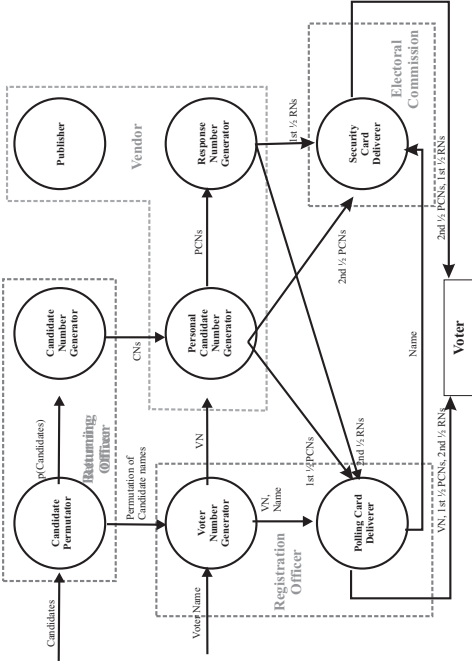 Candidates
Candidate
Permutator
p(Candidates)
Candidate
Number
Generator
Returning
Officer
Publisher
Vendor
Permutation of
Candidate names
CNs
Voter Name
Voter
Number
Generator
VN
Personal
Candidate
Number
Generator
PCNs
Response
Number
Generator
VN,
Name
Registration
Officer
1st ½PCNs
2nd ½ RNs
2nd ½ PCNs
1st ½ RNs
Polling Card
Deliverer
Security
Card
Deliverer
Electoral
Commission
Name
VN, 1st ½ PCNs, 2nd ½ RNs
2nd ½ PCNs, 1st ½ RNs
Voter